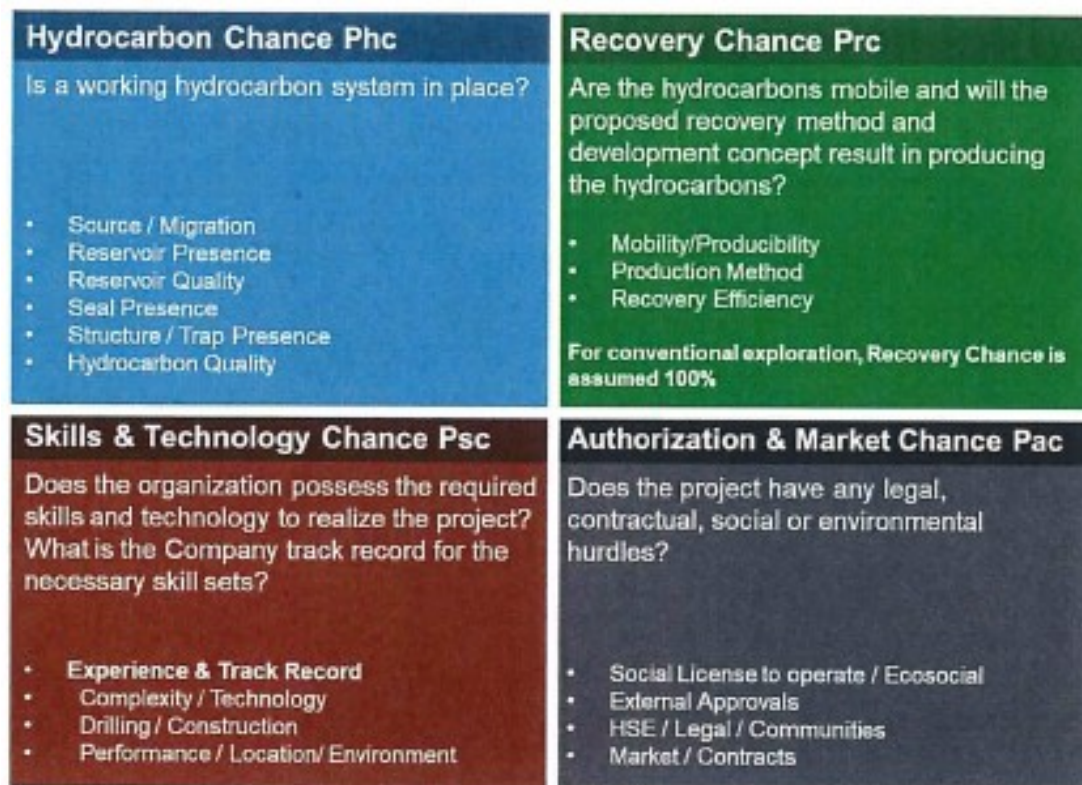 Hydrocarbon Chance Phc
Is a working hydrocarbon system in place?
• Source / Migration
• Reservoir Presence
• Reservoir Quality
• Seal Presence
• Structure / Trap Presence
• Hydrocarbon Quality
Recovery Chance Prc
Are the hydrocarbons mobile and will the
proposed recovery method and
development concept result in producing
the hydrocarbons?
• Mobility/Producibility
• Production Method
• Recovery Efficiency
For conventional exploration, Recovery Chance is
assumed 100%
Skills & Technology Chance Psc
Does the organization possess the required
skills and technology to realize the project?
What is the Company track record for the
necessary skill sets?
• Experience & Track Record
• Complexity / Technology
• Drilling / Construction
• Performance / Location/ Environment
Authorization & Market Chance Pac
Does the project have any legal,
contractual, social or environmental
hurdles?
• Social License to operate / Ecosocial
• External Approvals
• HSE / Legal / Communities
• Market / Contracts